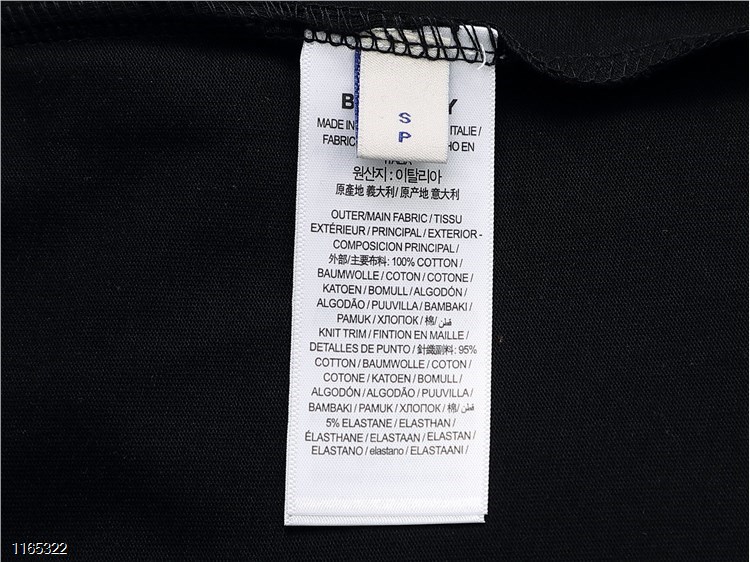 S
P
MADE IN ITALIE /
FABRIC HO EN
ITALIA
원산지 : 이탈리아
原產地 義大利 / 原产地 意大利
OUTER/MAIN FABRIC / TISSU
EXTÉRIEUR / PRINCIPAL / EXTERIOR -
COMPOSICION PRINCIPAL /
外部/主要布料: 100% COTTON /
BAUMWOLLE / COTON / COTONE /
KATOEN / BOMULL / ALGODÓN /
ALGODÃO / PUUVILLA / BAMBAKI /
PAMUK / ХЛОПОК / 棉/ قطن
KNIT TRIM / FINTION EN MAILLE /
DETALLES DE PUNTO / 針織副料: 95%
COTTON / BAUMWOLLE / COTON /
COTONE / KATOEN / BOMULL /
ALGODÓN / ALGODÃO / PUUVILLA /
BAMBAKI / PAMUK / ХЛОПОК / 棉/ قطن
5% ELASTANE / ELASTHAN /
ÉLASTHANE / ELASTAAN / ELASTAN /
ELASTANO / elastano / ELASTAANI /
1165322